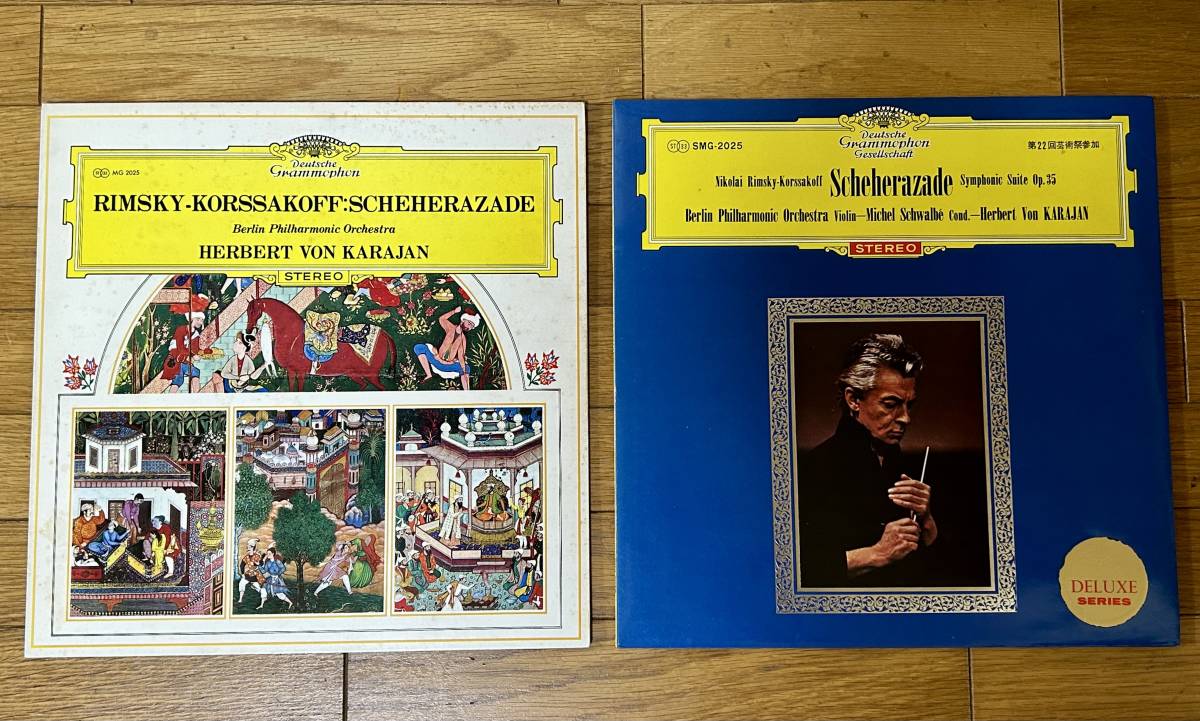 Deutsche
Grammophon
MG 2025
RIMSKY-KORSSAKOFF:SCHEHERAZADE
Berlin Philharmonic Orchestra
HERBERT VON KARAJAN
STEREO
Deutsche
Grammophon
Gesellschaft
ST 33 SMG-2025
第22回芸術祭参加
Nikolai Rimsky-Korssakoff Scheherazade Symphonic Suite Op.35
Berlin Philharmonic Orchestra Violin—Michel Schwalbé Cond.—Herbert Von KARAJAN
STEREO
DELUXE
SERIES